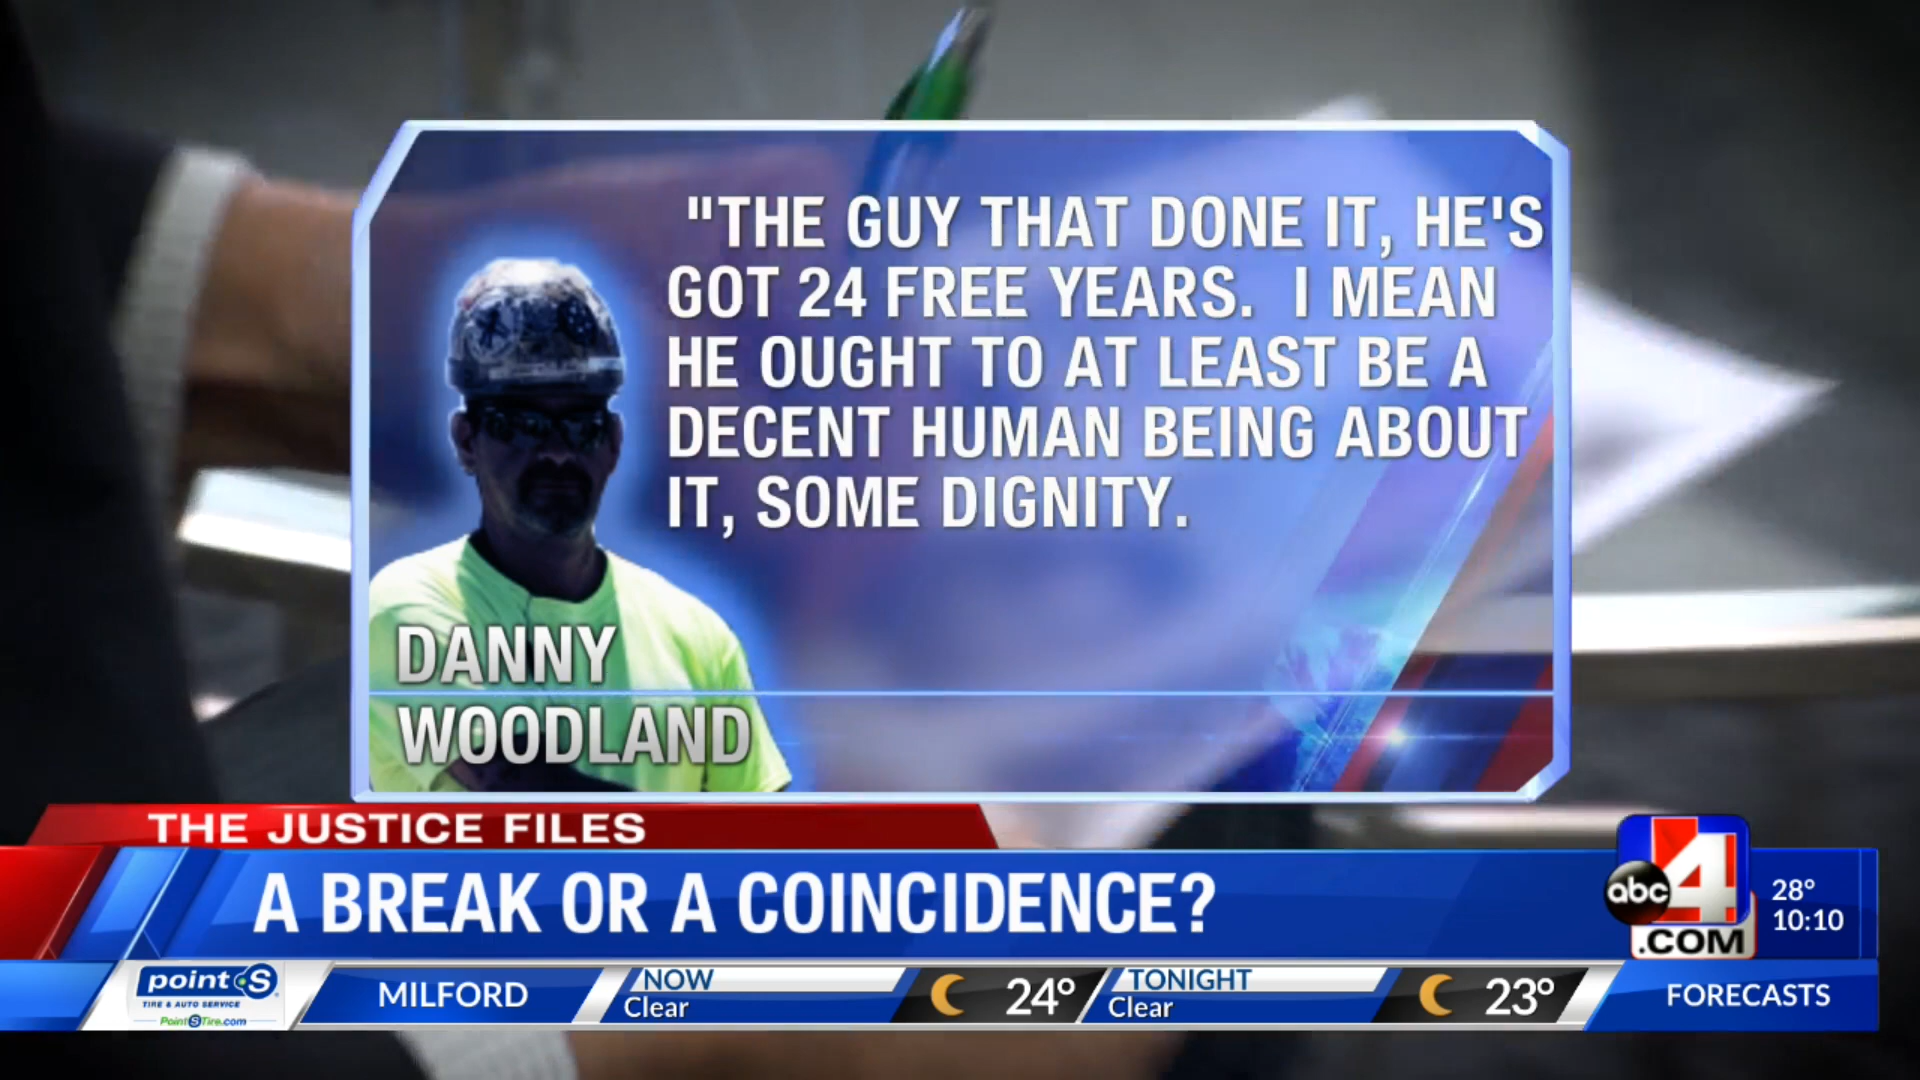 "THE GUY THAT DONE IT, HE'S
GOT 24 FREE YEARS. I MEAN
HE OUGHT TO AT LEAST BE A
DECENT HUMAN BEING ABOUT
IT, SOME DIGNITY.
DANNY
WOODLAND
THE JUSTICE FILES
A BREAK OR A COINCIDENCE?
abc 4
.COM
28°
10:10
point S
TIRE & AUTO SERVICE
PointSTire.com
MILFORD
NOW
Clear
24°
TONIGHT
Clear
23°
FORECASTS